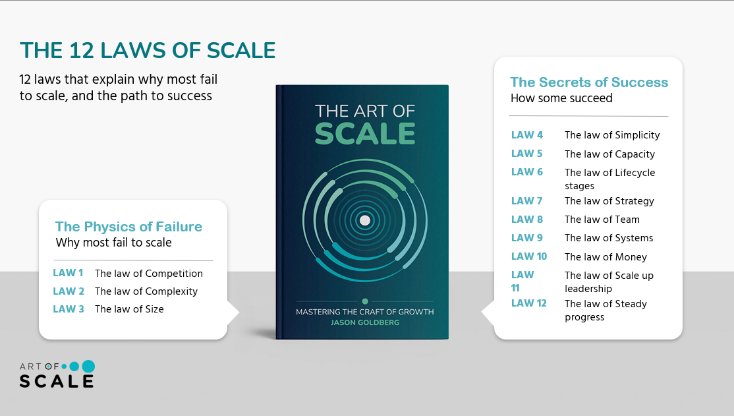 THE 12 LAWS OF SCALE
12 laws that explain why most fail
to scale, and the path to success
The Physics of Failure
Why most fail to scale
LAW 1 The law of Competition
LAW 2 The law of Complexity
LAW 3 The law of Size
THE ART OF
SCALE
MASTERING THE CRAFT OF GROWTH
JASON GOLDBERG
The Secrets of Success
How some succeed
LAW 4 The law of Simplicity
LAW 5 The law of Capacity
LAW 6 The law of Lifecycle
stages
LAW 7 The law of Strategy
LAW 8 The law of Team
LAW 9 The law of Systems
LAW 10 The law of Money
LAW The law of Scale up
11 leadership
LAW 12 The law of Steady
progress
ART OF
SCALE